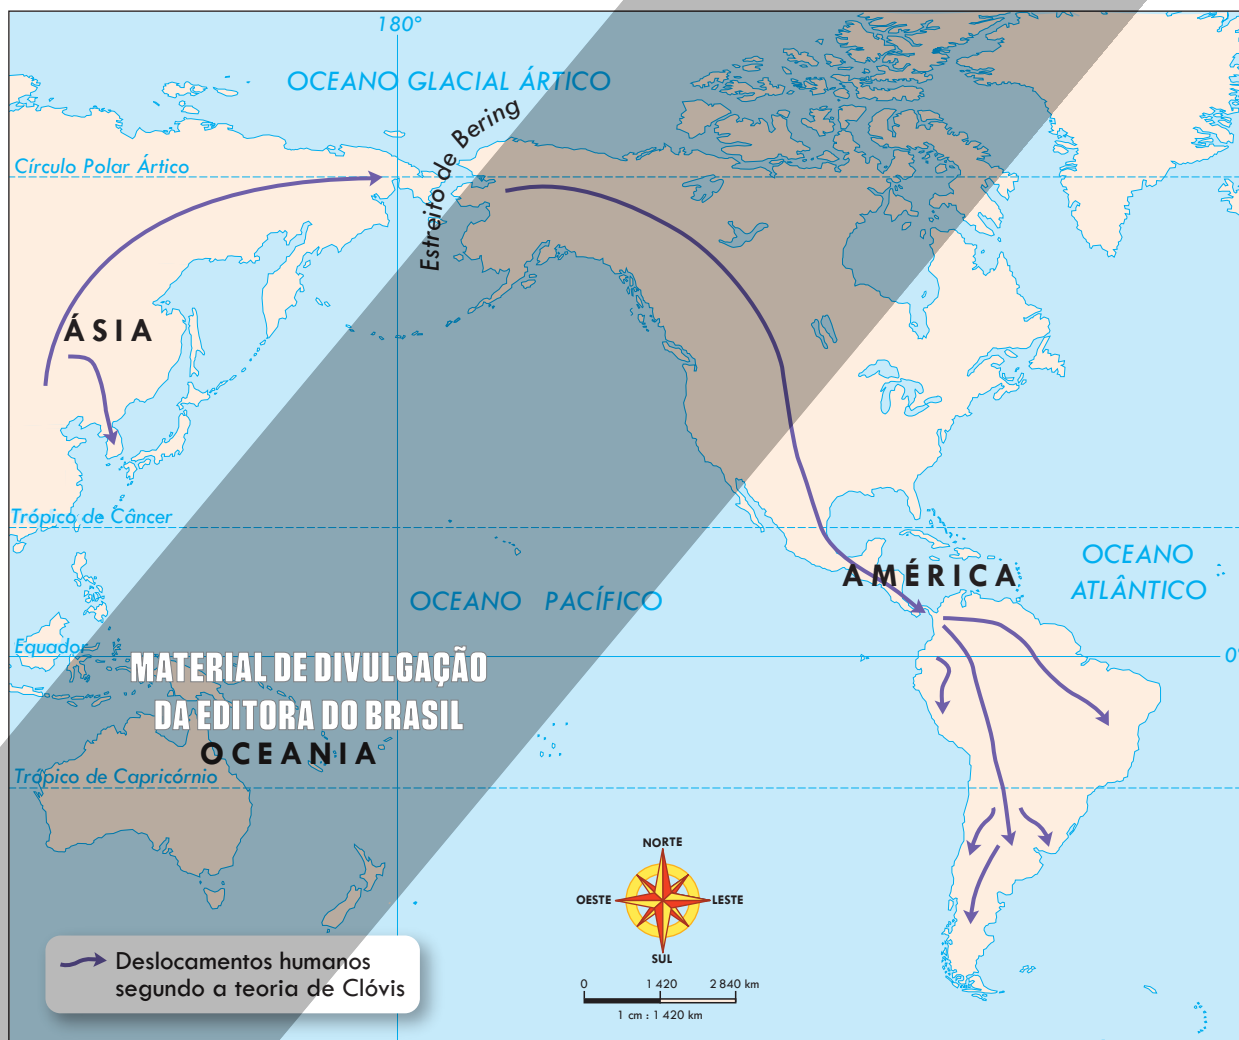 180°
OCEANO GLACIAL ÁRTICO
Estreito de Bering
Círculo Polar Ártico
ÁSIA
Trópico de Câncer
OCEANO
ATLÂNTICO
AMÉRICA
OCEANO PACÍFICO
Equador
0°
MATERIAL DE DIVULGAÇÃO
DA EDITORA DO BRASIL
OCEANIA
Trópico de Capricórnio
NORTE
OESTE
LESTE
SUL
Deslocamentos humanos
segundo a teoria de Clóvis
0 1 420 2 840 km
1 cm : 1 420 km